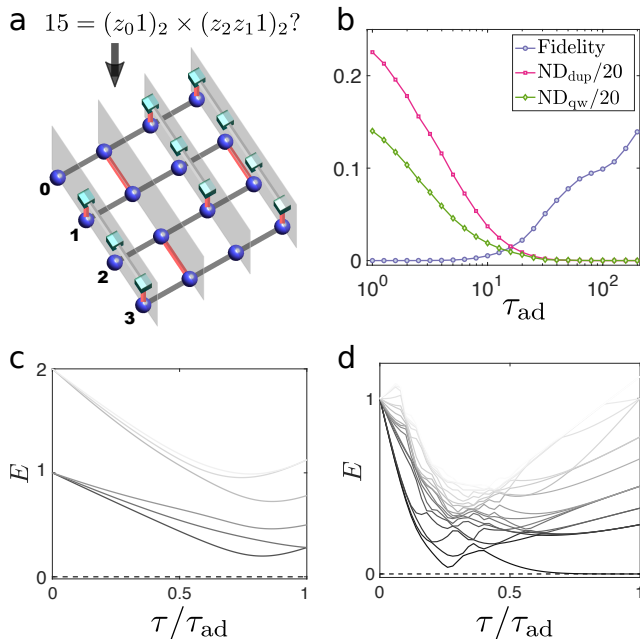 a
15 = (z₀1)₂ × (z₂z₁1)₂?
0
1
2
3
b
0.2
0.1
0
10⁰
10¹
10²
τ_ad
Fidelity
ND_dup/20
ND_qw/20
c
2
1
0
E
0
0.5
1
τ/τ_ad
d
1
0
E
0
0.5
1
τ/τ_ad